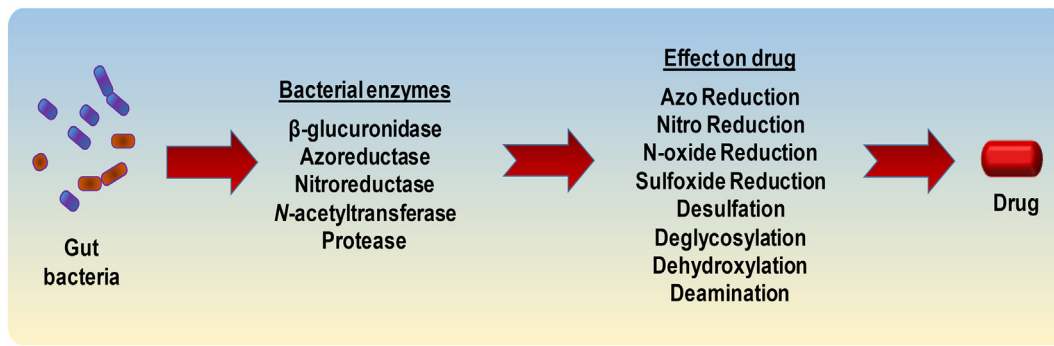 Gut
bacteria
Bacterial enzymes
β-glucuronidase
Azoreductase
Nitroreductase
N-acetyltransferase
Protease
Effect on drug
Azo Reduction
Nitro Reduction
N-oxide Reduction
Sulfoxide Reduction
Desulfation
Deglycosylation
Dehydroxylation
Deamination
Drug